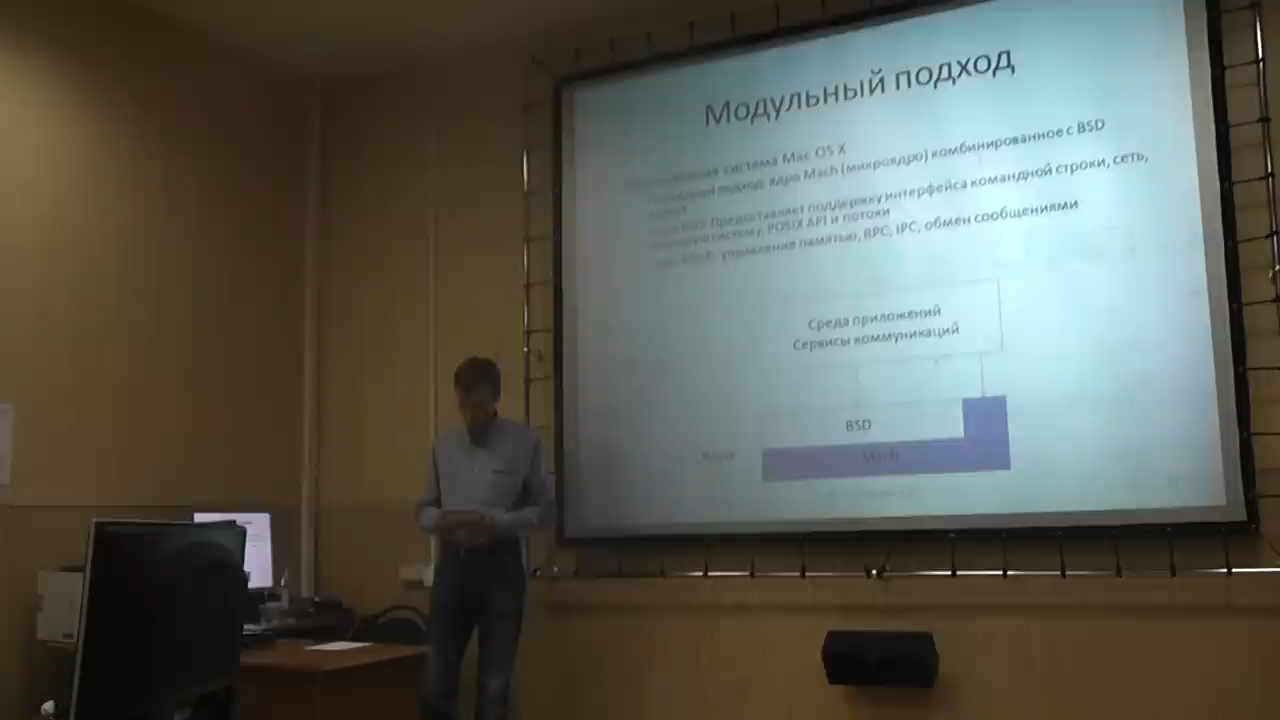 Модульный подход
система Mac OS X
подход: ядро Mach (микроядро) комбинированное с BSD
Предоставляет поддержку интерфейса командной строки, сеть,
систему, POSIX API и потоки
управление памятью, RPC, IPC, обмен сообщениями
Среда приложений
Сервисы коммуникаций
BSD
Mach